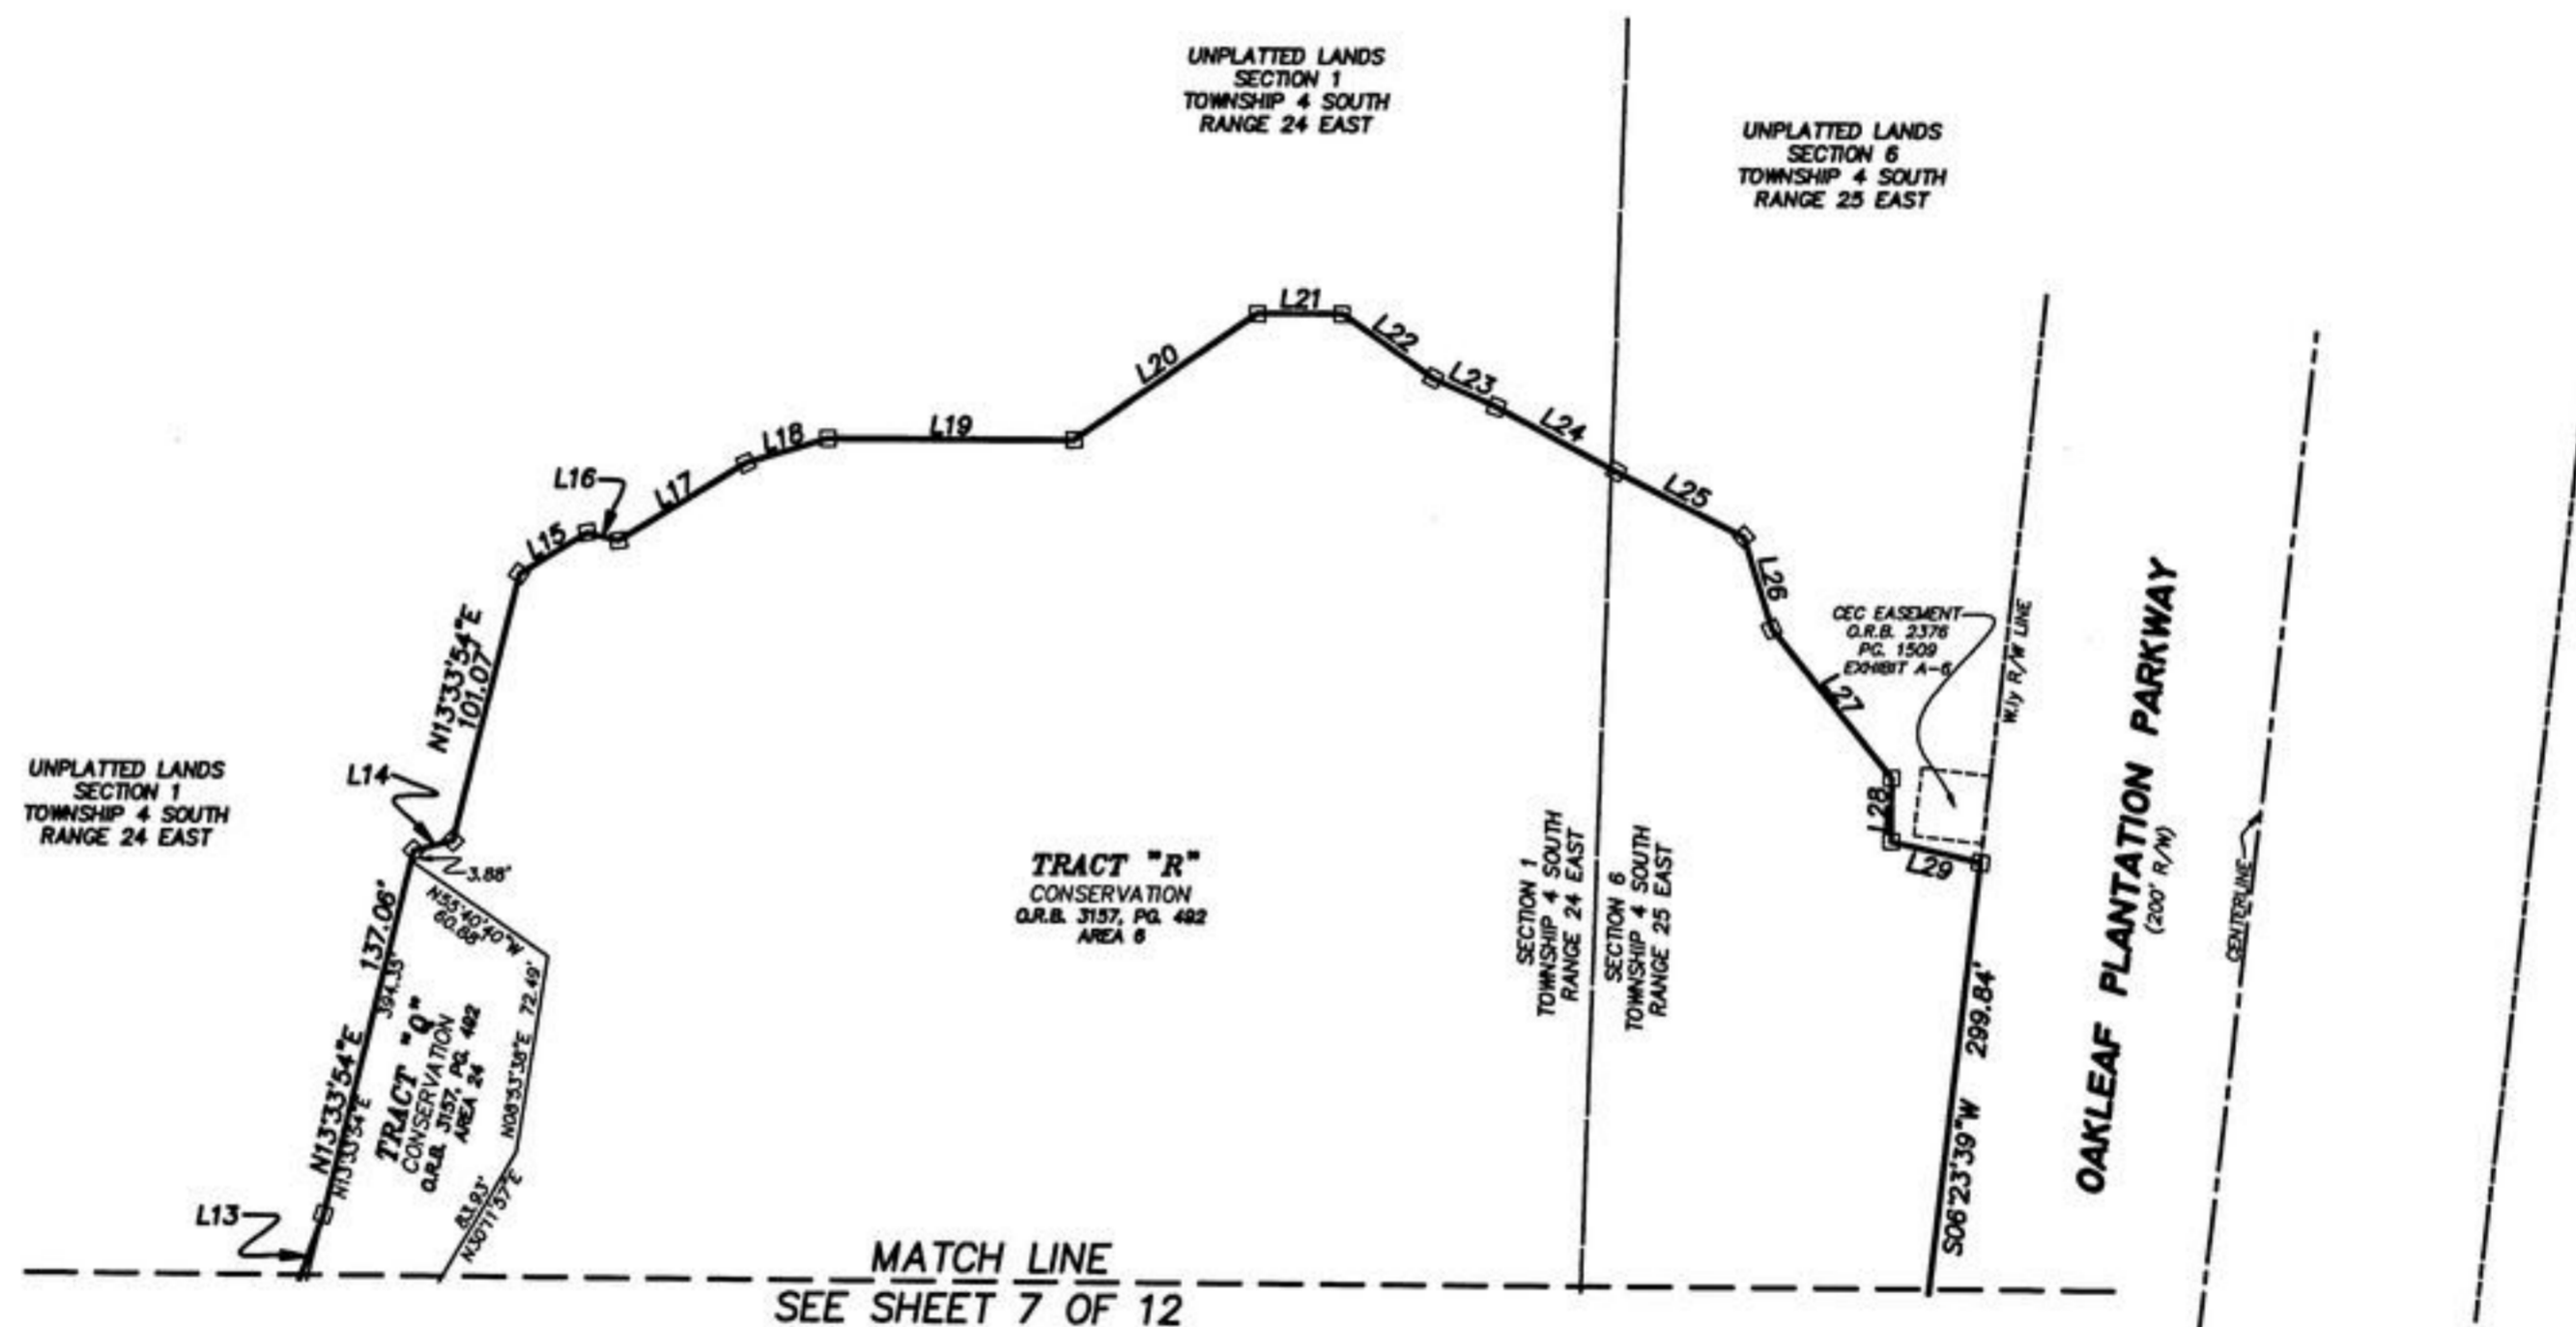 UNPLATTED LANDS
SECTION 1
TOWNSHIP 4 SOUTH
RANGE 24 EAST
UNPLATTED LANDS
SECTION 6
TOWNSHIP 4 SOUTH
RANGE 25 EAST
L21
L22
L20
L23
L24
L19
L18
L16
L17
L25
L15
L26
CEC EASEMENT
O.R.B. 2376
PG. 1509
EXHIBIT A-6
W.ly R/W LINE
N13°33'54"E
101.07'
L27
L28
L29
OAKLEAF PLANTATION PARKWAY
(200' R/W)
CENTERLINE
UNPLATTED LANDS
SECTION 1
TOWNSHIP 4 SOUTH
RANGE 24 EAST
L14
3.88'
N55°40'40"W
60.68'
137.06'
394.35'
N13°33'54"E
N13°33'54"E
TRACT "Q"
CONSERVATION
O.R.B. 3157, PG. 492
AREA 24
N08°53'38"E 72.49'
83.93'
N30°11'57"E
TRACT "R"
CONSERVATION
O.R.B. 3157, PG. 492
AREA 6
SECTION 1
TOWNSHIP 4 SOUTH
RANGE 24 EAST
SECTION 6
TOWNSHIP 4 SOUTH
RANGE 25 EAST
S06°23'39"W 299.84'
L13
MATCH LINE
SEE SHEET 7 OF 12